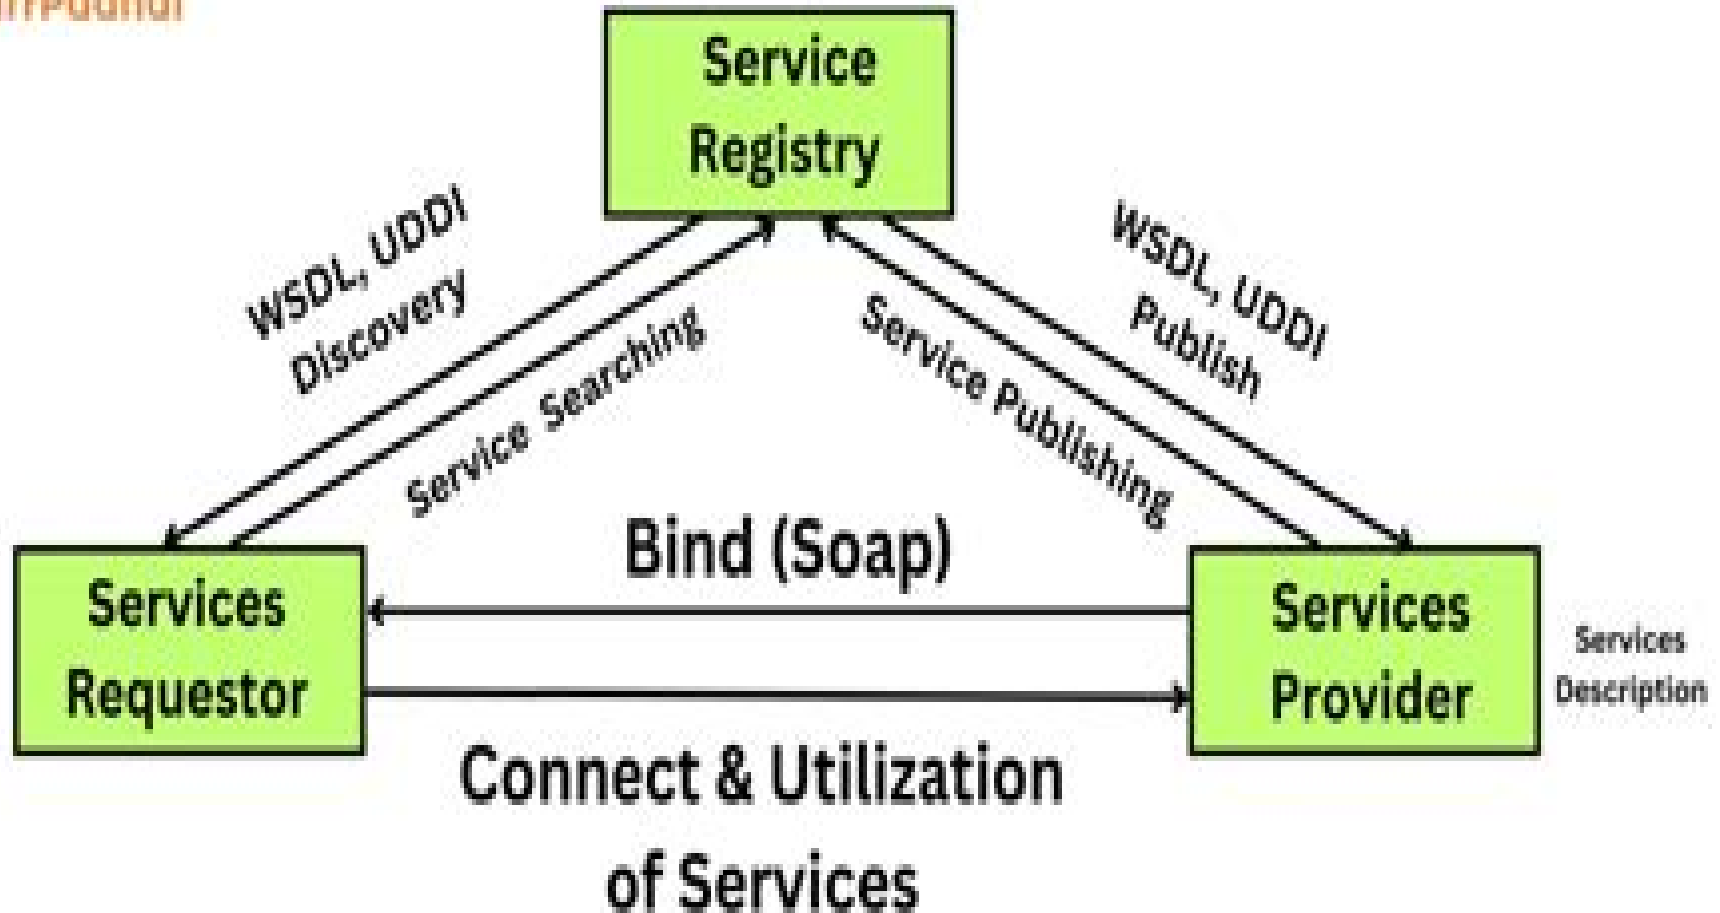 Service
Registry
WSDL, UDDI
Discovery
Service Searching
WSDL, UDDI
Publish
Service Publishing
Bind (Soap)
Services
Requestor
Services
Provider
Services
Description
Connect & Utilization
of Services